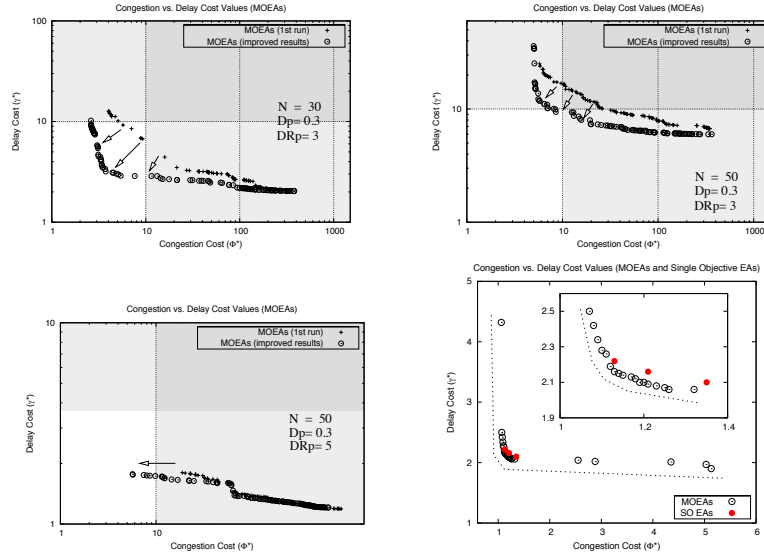 Congestion vs. Delay Cost Values (MOEAs)
MOEAs (1st run)
MOEAs (improved results)
N = 30
Dp= 0.3
DRp= 3
Delay Cost (γ*)
100
10
1
1 10 100 1000
Congestion Cost (Φ*)
Congestion vs. Delay Cost Values (MOEAs)
MOEAs (1st run)
MOEAs (improved results)
N = 50
Dp= 0.3
DRp= 3
Delay Cost (γ*)
10
1
1 10 100 1000
Congestion Cost (Φ*)
Congestion vs. Delay Cost Values (MOEAs)
MOEAs (1st run)
MOEAs (improved results)
N = 50
Dp= 0.3
DRp= 5
Delay Cost (γ*)
10
1
1 10 100
Congestion Cost (Φ*)
Congestion vs. Delay Cost Values (MOEAs and Single Objective EAs)
Delay Cost (γ*)
5
4
3
2
1
2.5
2.3
2.1
1.9
1 1.2 1.4
MOEAs
SO EAs
1 2 3 4 5 6
Congestion Cost (Φ*)